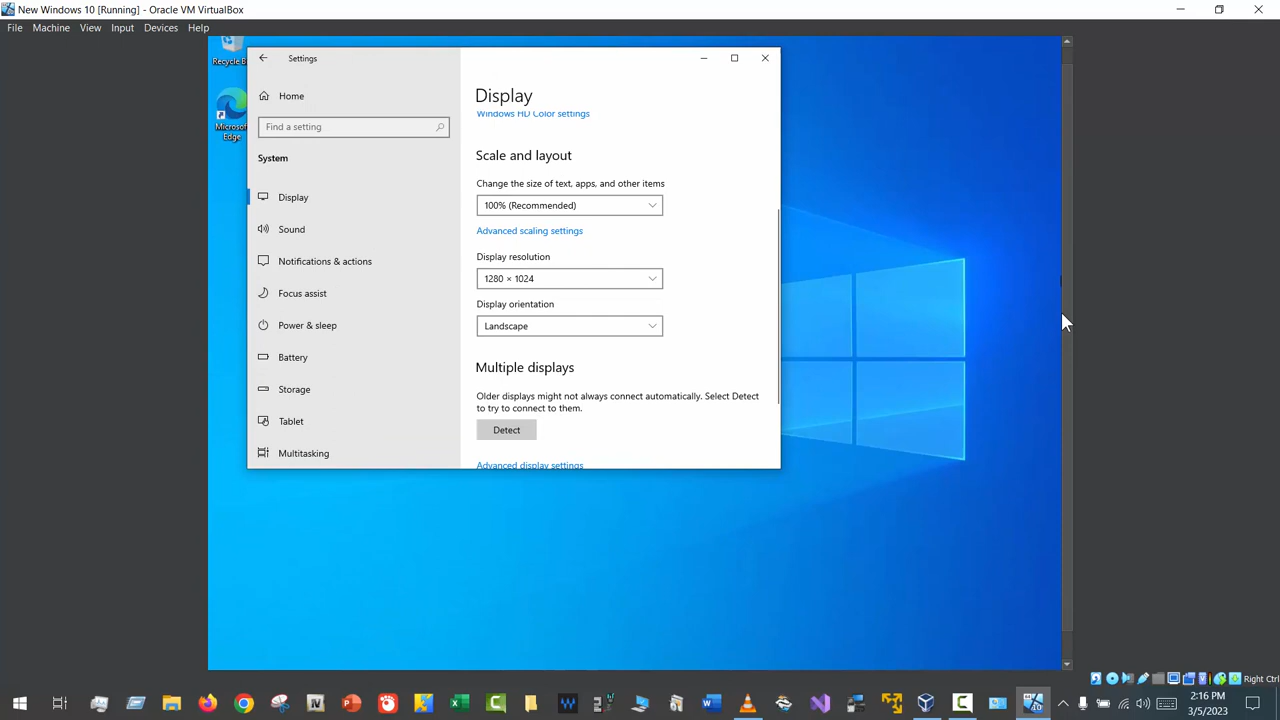 New Windows 10 [Running] - Oracle VM VirtualBox
File Machine View Input Devices Help
Recycle B
Microsof
Edge
Settings
Home
Find a setting
System
Display
Sound
Notifications & actions
Focus assist
Power & sleep
Battery
Storage
Tablet
Multitasking
Display
Windows HD Color settings
Scale and layout
Change the size of text, apps, and other items
100% (Recommended)
Advanced scaling settings
Display resolution
1280 × 1024
Display orientation
Landscape
Multiple displays
Older displays might not always connect automatically. Select Detect
to try to connect to them.
Detect
Advanced display settings
Right Ctrl
2:16 PM
3/5/2023